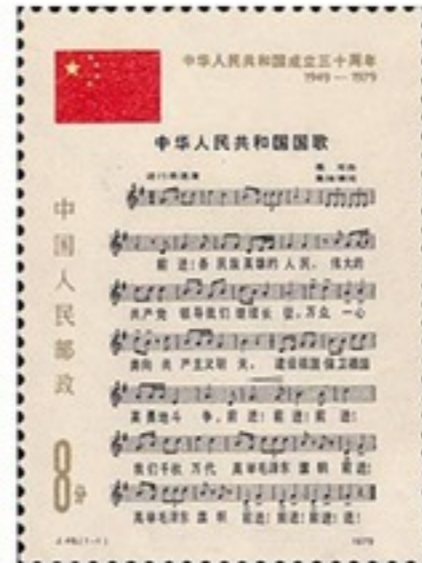 中华人民共和国成立三十周年
1949—1979
中华人民共和国国歌
中国人民邮政
前进!各民族英雄的人民，伟大的
共产党 领导我们继续长征。万众一心
奔向共产主义明天，建设祖国保卫祖国
英勇地斗争。前进!前进!前进!
我们千秋万代 高举毛泽东旗帜 前进!
高举毛泽东旗帜 前进!前进!前进!进!
8分
J.46.(1-1)
1979